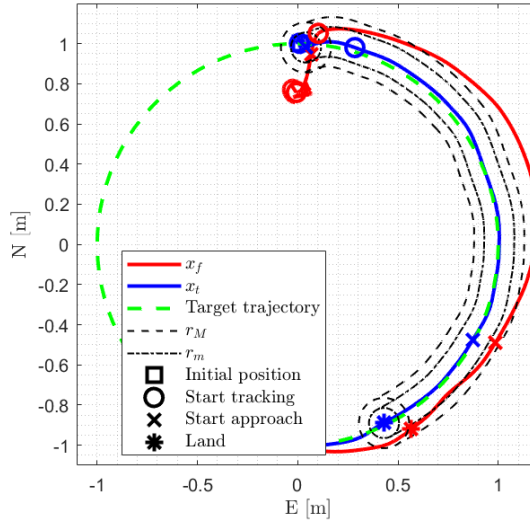 1
0.8
0.6
0.4
0.2
0
-0.2
-0.4
-0.6
-0.8
-1
N [m]
x_f
x_t
Target trajectory
r_M
r_m
Initial position
Start tracking
Start approach
Land
-1
-0.5
0
0.5
1
E [m]